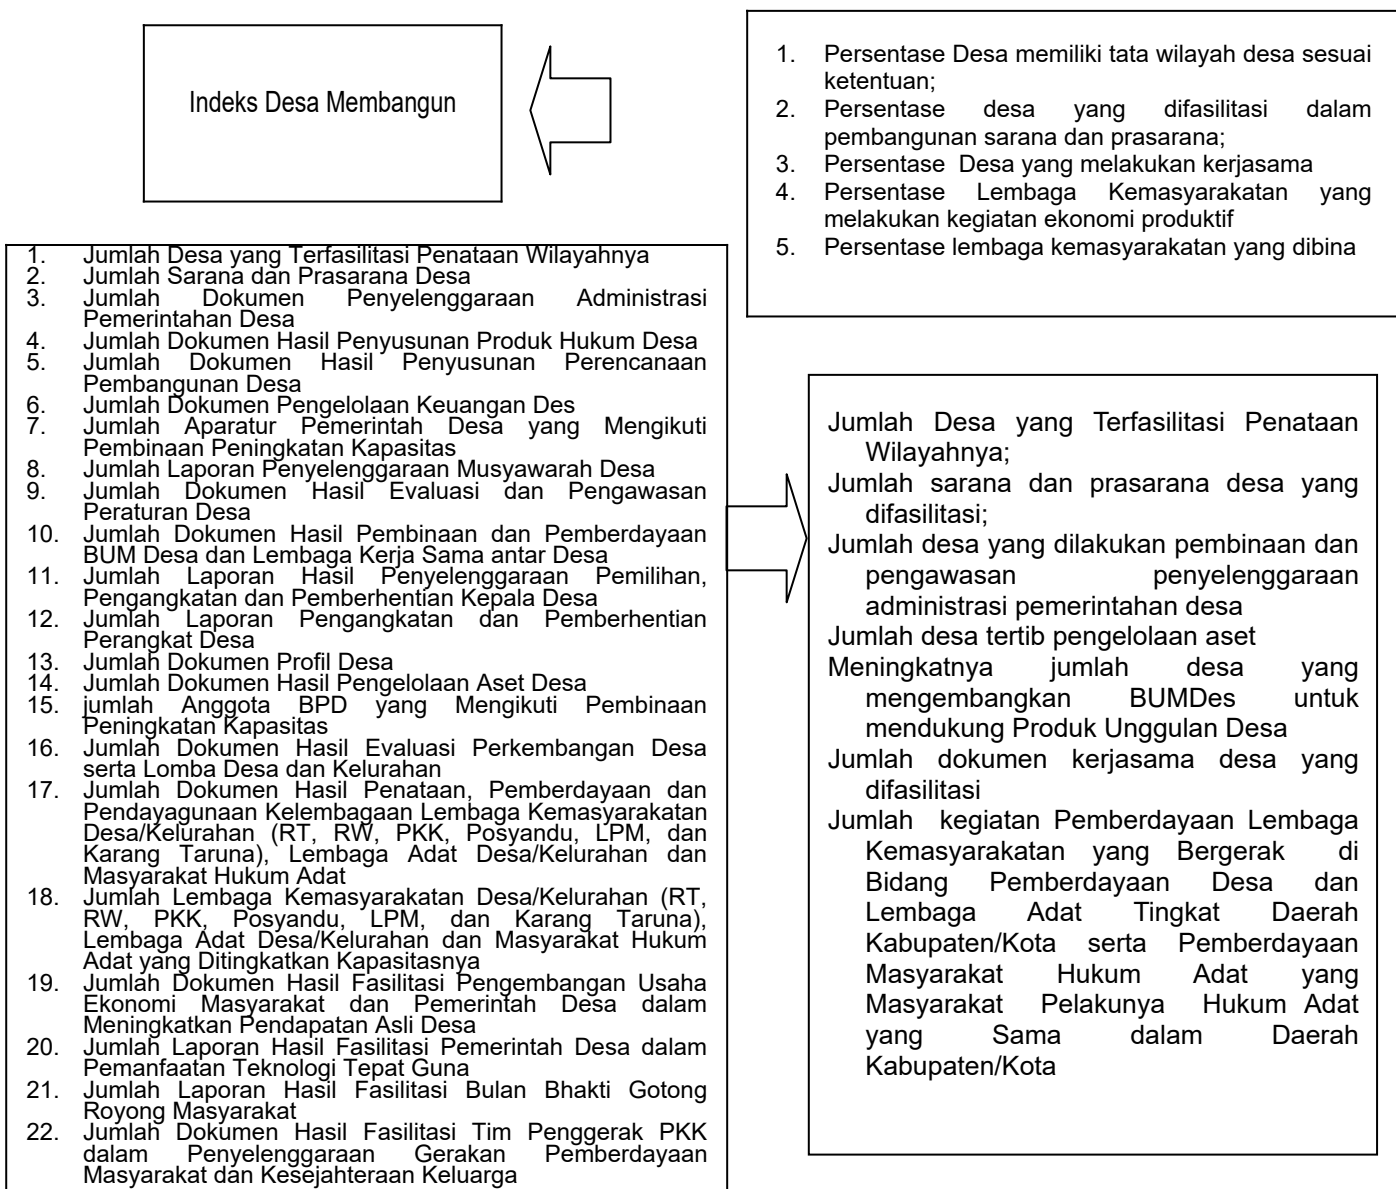 Indeks Desa Membangun
1. Persentase Desa memiliki tata wilayah desa sesuai
ketentuan;
2. Persentase desa yang difasilitasi dalam
pembangunan sarana dan prasarana;
3. Persentase Desa yang melakukan kerjasama
4. Persentase Lembaga Kemasyarakatan yang
melakukan kegiatan ekonomi produktif
5. Persentase lembaga kemasyarakatan yang dibina
1. Jumlah Desa yang Terfasilitasi Penataan Wilayahnya
2. Jumlah Sarana dan Prasarana Desa
3. Jumlah Dokumen Penyelenggaraan Administrasi
Pemerintahan Desa
4. Jumlah Dokumen Hasil Penyusunan Produk Hukum Desa
5. Jumlah Dokumen Hasil Penyusunan Perencanaan
Pembangunan Desa
6. Jumlah Dokumen Pengelolaan Keuangan Des
7. Jumlah Aparatur Pemerintah Desa yang Mengikuti
Pembinaan Peningkatan Kapasitas
8. Jumlah Laporan Penyelenggaraan Musyawarah Desa
9. Jumlah Dokumen Hasil Evaluasi dan Pengawasan
Peraturan Desa
10. Jumlah Dokumen Hasil Pembinaan dan Pemberdayaan
BUM Desa dan Lembaga Kerja Sama antar Desa
11. Jumlah Laporan Hasil Penyelenggaraan Pemilihan,
Pengangkatan dan Pemberhentian Kepala Desa
12. Jumlah Laporan Pengangkatan dan Pemberhentian
Perangkat Desa
13. Jumlah Dokumen Profil Desa
14. Jumlah Dokumen Hasil Pengelolaan Aset Desa
15. jumlah Anggota BPD yang Mengikuti Pembinaan
Peningkatan Kapasitas
16. Jumlah Dokumen Hasil Evaluasi Perkembangan Desa
serta Lomba Desa dan Kelurahan
17. Jumlah Dokumen Hasil Penataan, Pemberdayaan dan
Pendayagunaan Kelembagaan Lembaga Kemasyarakatan
Desa/Kelurahan (RT, RW, PKK, Posyandu, LPM, dan
Karang Taruna), Lembaga Adat Desa/Kelurahan dan
Masyarakat Hukum Adat
18. Jumlah Lembaga Kemasyarakatan Desa/Kelurahan (RT,
RW, PKK, Posyandu, LPM, dan Karang Taruna),
Lembaga Adat Desa/Kelurahan dan Masyarakat Hukum
Adat yang Ditingkatkan Kapasitasnya
19. Jumlah Dokumen Hasil Fasilitasi Pengembangan Usaha
Ekonomi Masyarakat dan Pemerintah Desa dalam
Meningkatkan Pendapatan Asli Desa
20. Jumlah Laporan Hasil Fasilitasi Pemerintah Desa dalam
Pemanfaatan Teknologi Tepat Guna
21. Jumlah Laporan Hasil Fasilitasi Bulan Bhakti Gotong
Royong Masyarakat
22. Jumlah Dokumen Hasil Fasilitasi Tim Penggerak PKK
dalam Penyelenggaraan Gerakan Pemberdayaan
Masyarakat dan Kesejahteraan Keluarga
Jumlah Desa yang Terfasilitasi Penataan
Wilayahnya;
Jumlah sarana dan prasarana desa yang
difasilitasi;
Jumlah desa yang dilakukan pembinaan dan
pengawasan penyelenggaraan
administrasi pemerintahan desa
Jumlah desa tertib pengelolaan aset
Meningkatnya jumlah desa yang
mengembangkan BUMDes untuk
mendukung Produk Unggulan Desa
Jumlah dokumen kerjasama desa yang
difasilitasi
Jumlah kegiatan Pemberdayaan Lembaga
Kemasyarakatan yang Bergerak di
Bidang Pemberdayaan Desa dan
Lembaga Adat Tingkat Daerah
Kabupaten/Kota serta Pemberdayaan
Masyarakat Hukum Adat yang
Masyarakat Pelakunya Hukum Adat
yang Sama dalam Daerah
Kabupaten/Kota